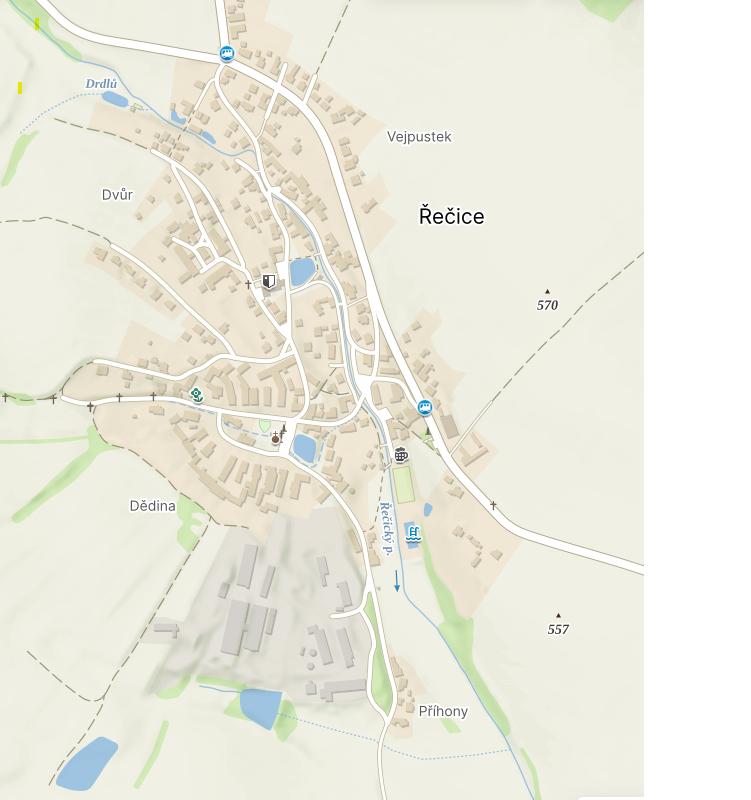 Drdlů
Vejpustek
Dvůr
Řečice
570
Dědina
Řečický p.
557
Příhony